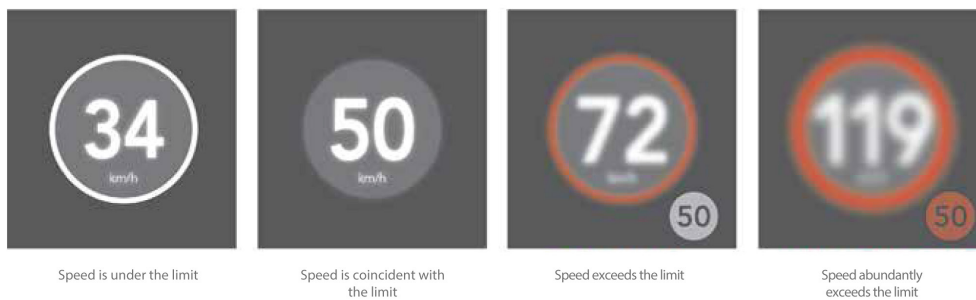 34
km/h
50
km/h
72
km/h
50
119
50
Speed is under the limit
Speed is coincident with
the limit
Speed exceeds the limit
Speed abundantly
exceeds the limit